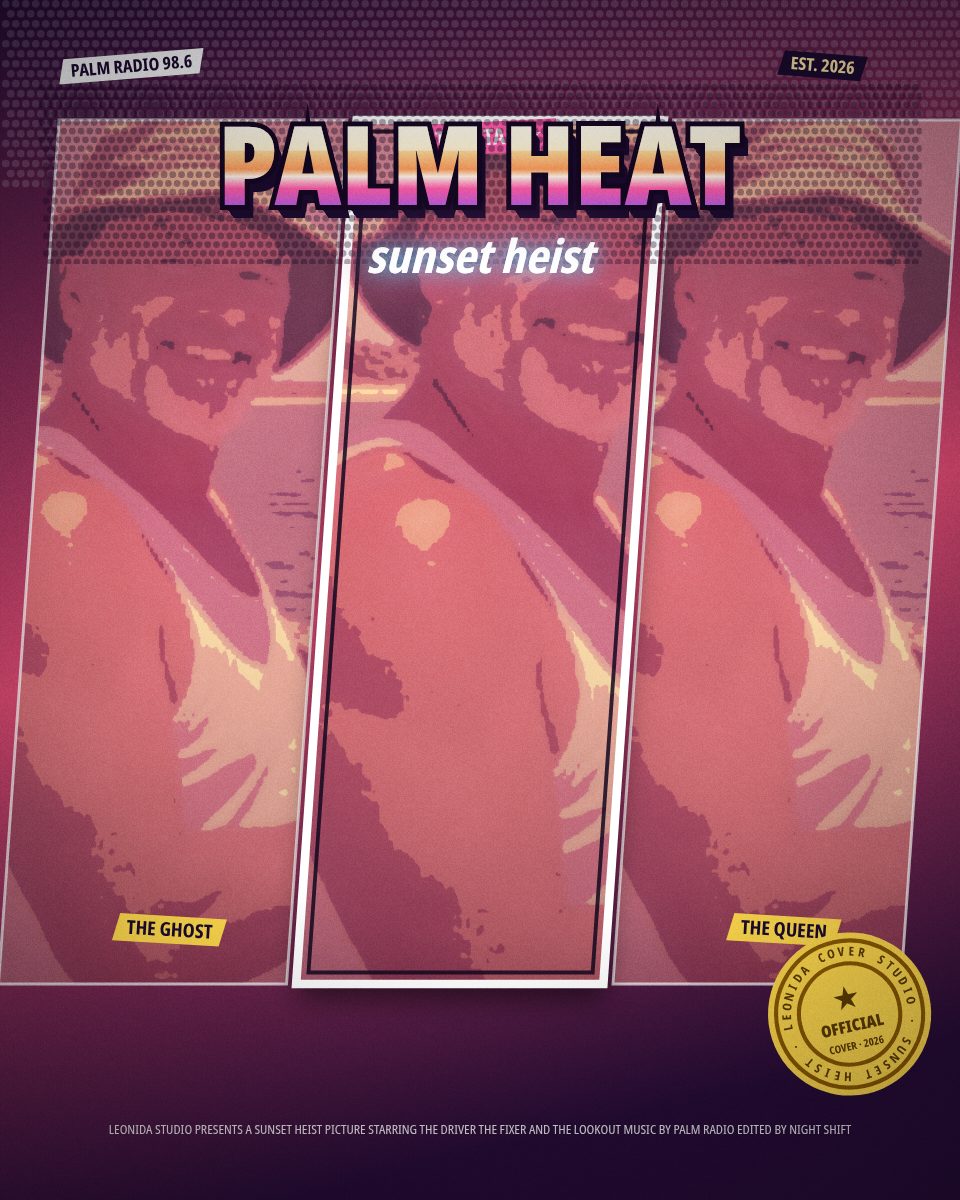 PALM RADIO 98.6
EST. 2026
PALM HEAT
sunset heist
THE GHOST
THE QUEEN
LEONIDA COVER STUDIO · SUNSET HEIST ·
★
OFFICIAL
COVER · 2026
LEONIDA STUDIO PRESENTS A SUNSET HEIST PICTURE STARRING THE DRIVER THE FIXER AND THE LOOKOUT MUSIC BY PALM RADIO EDITED BY NIGHT SHIFT